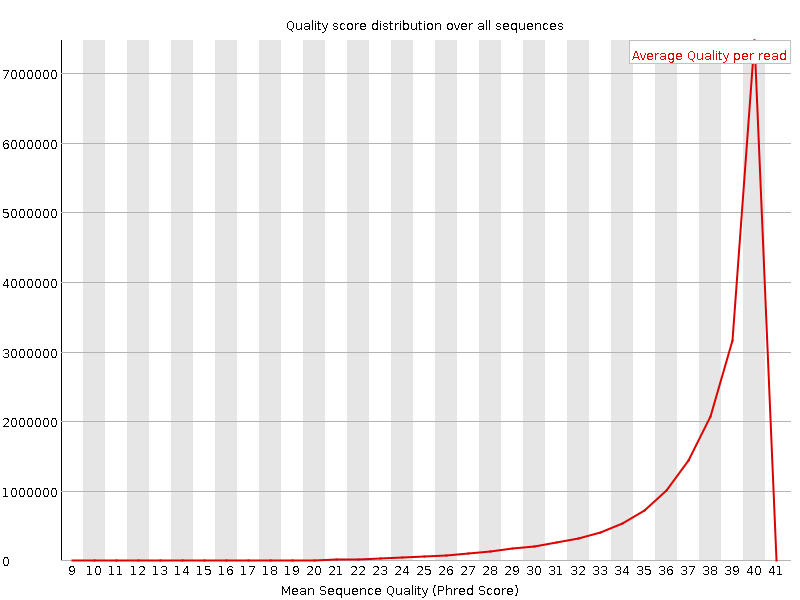 Quality score distribution over all sequences
Average Quality per read
7000000
6000000
5000000
4000000
3000000
2000000
1000000
0
9 10 11 12 13 14 15 16 17 18 19 20 21 22 23 24 25 26 27 28 29 30 31 32 33 34 35 36 37 38 39 40 41
Mean Sequence Quality (Phred Score)